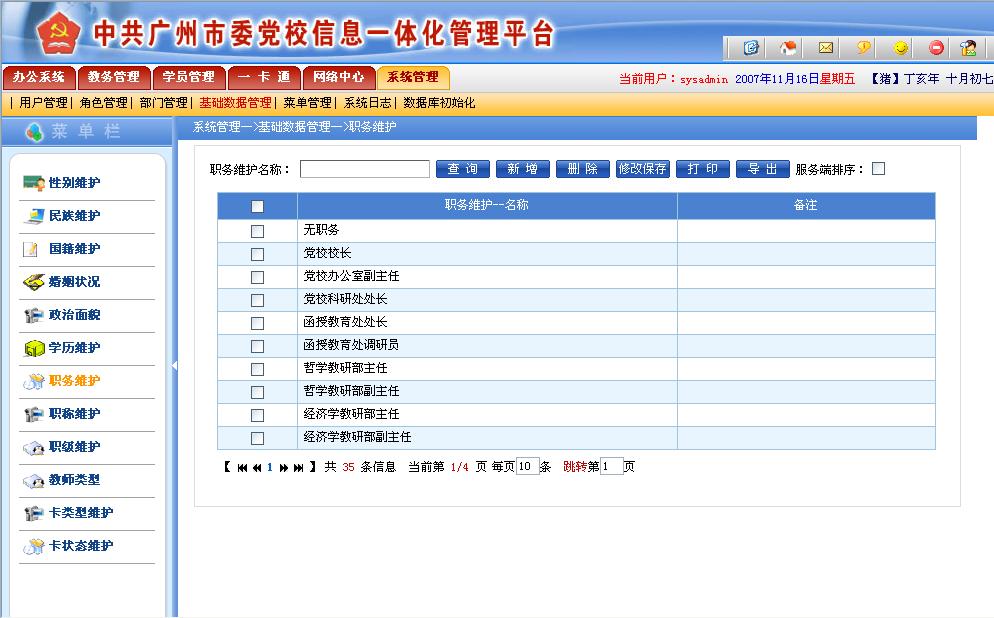 中共广州市委党校信息一体化管理平台
办公系统 教务管理 学员管理 一 卡 通 网络中心 系统管理
当前用户：sysadmin 2007年11月16日星期五 【猪】丁亥年 十月初七
| 用户管理| 角色管理| 部门管理| 基础数据管理| 菜单管理| 系统日志| 数据库初始化
菜 单 栏
系统管理—>基础数据管理—>职务维护
性别维护
民族维护
国籍维护
婚姻状况
政治面貌
学历维护
职务维护
职称维护
职级维护
教师类型
卡类型维护
卡状态维护
职务维护名称： 查 询 新 增 删 除 修改保存 打 印 导 出 服务端排序：
职务维护--名称 备注
无职务
党校校长
党校办公室副主任
党校科研处处长
函授教育处处长
函授教育处调研员
哲学教研部主任
哲学教研部副主任
经济学教研部主任
经济学教研部副主任
【 1 】 共 35 条信息 当前第 1/4 页 每页10条 跳转第1页